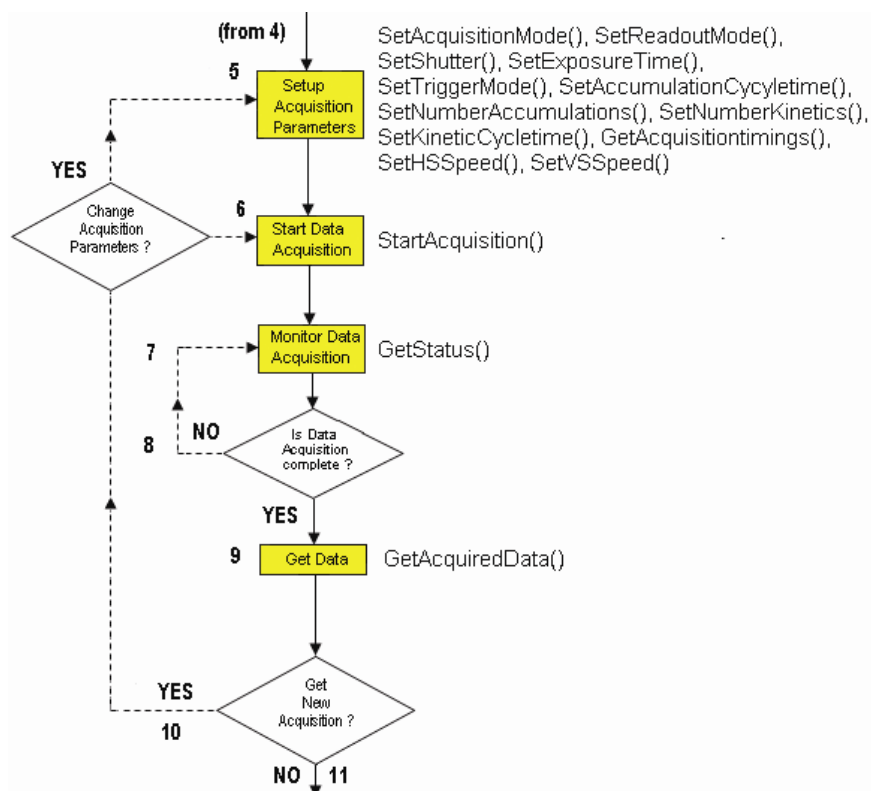 (from 4)
SetAcquisitionMode(), SetReadoutMode(),
SetShutter(), SetExposureTime(),
SetTriggerMode(), SetAccumulationCycyletime(),
SetNumberAccumulations(), SetNumberKinetics(),
SetKineticCycletime(), GetAcquisitiontimings(),
SetHSSpeed(), SetVSSpeed()
5
Setup
Acquisition
Parameters
YES
Change
Acquisition
Parameters ?
6
Start Data
Acquisition
StartAcquisition()
7
Monitor Data
Acquisition
GetStatus()
8
NO
Is Data
Acquisition
complete ?
YES
9
Get Data
GetAcquiredData()
YES
10
Get
New
Acquisition ?
NO
11